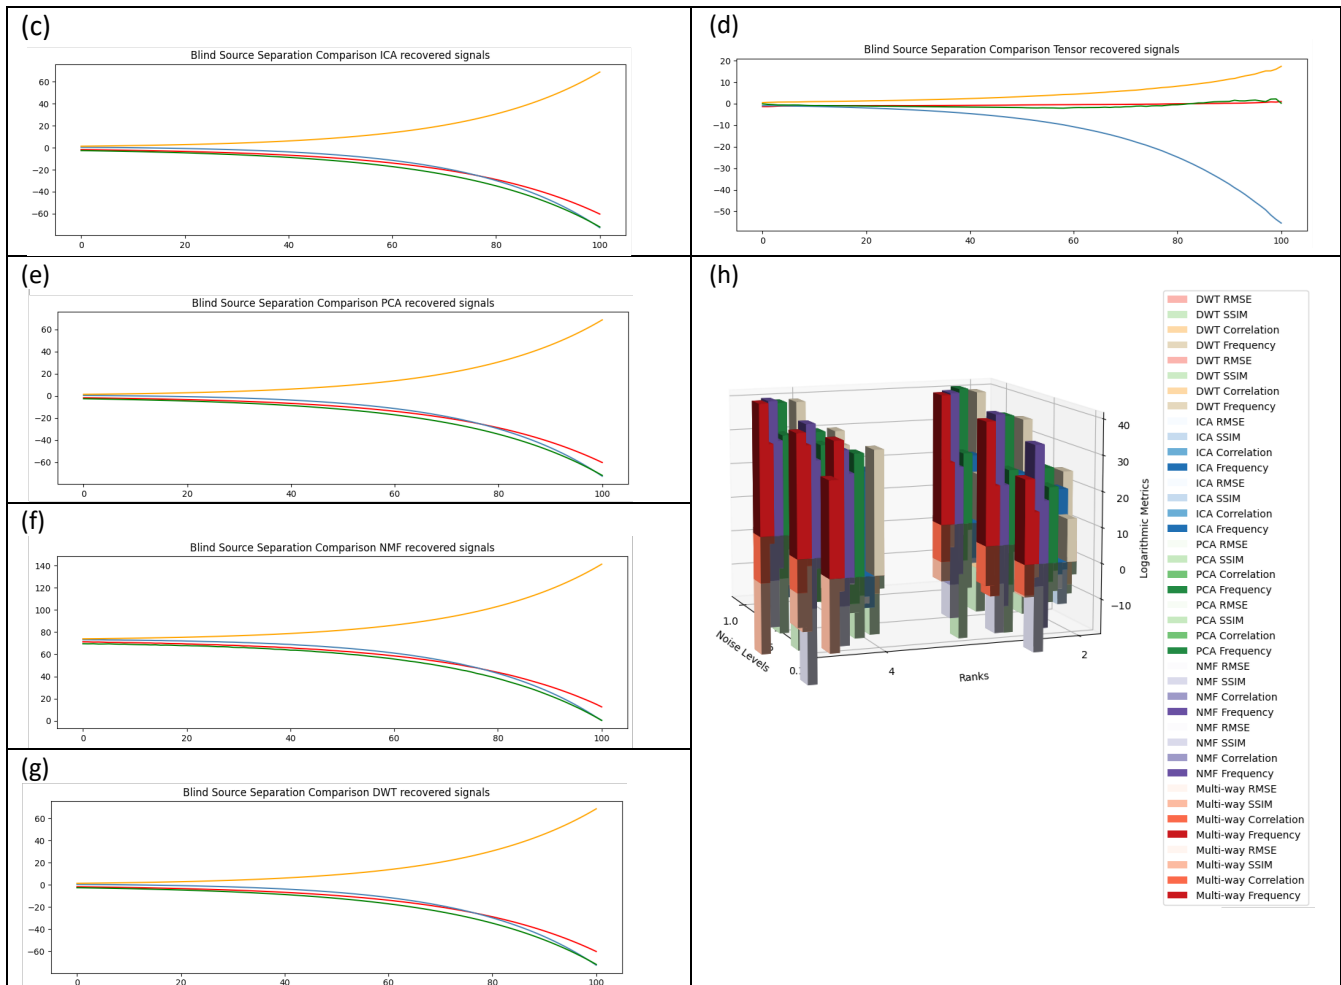 (c)
Blind Source Separation Comparison ICA recovered signals
60
40
20
0
−20
−40
−60
0 20 40 60 80 100
(d)
Blind Source Separation Comparison Tensor recovered signals
20
10
0
−10
−20
−30
−40
−50
0 20 40 60 80 100
(e)
Blind Source Separation Comparison PCA recovered signals
60
40
20
0
−20
−40
−60
0 20 40 60 80 100
(f)
Blind Source Separation Comparison NMF recovered signals
140
120
100
80
60
40
20
0
0 20 40 60 80 100
(g)
Blind Source Separation Comparison DWT recovered signals
60
40
20
0
−20
−40
−60
0 20 40 60 80 100
(h)
40
30
20
10
0
−10
Logarithmic Metrics
1.0
Noise Levels
4
2
Ranks
DWT RMSE
DWT SSIM
DWT Correlation
DWT Frequency
DWT RMSE
DWT SSIM
DWT Correlation
DWT Frequency
ICA RMSE
ICA SSIM
ICA Correlation
ICA Frequency
ICA RMSE
ICA SSIM
ICA Correlation
ICA Frequency
PCA RMSE
PCA SSIM
PCA Correlation
PCA Frequency
PCA RMSE
PCA SSIM
PCA Correlation
PCA Frequency
NMF RMSE
NMF SSIM
NMF Correlation
NMF Frequency
NMF RMSE
NMF SSIM
NMF Correlation
NMF Frequency
Multi-way RMSE
Multi-way SSIM
Multi-way Correlation
Multi-way Frequency
Multi-way RMSE
Multi-way SSIM
Multi-way Correlation
Multi-way Frequency